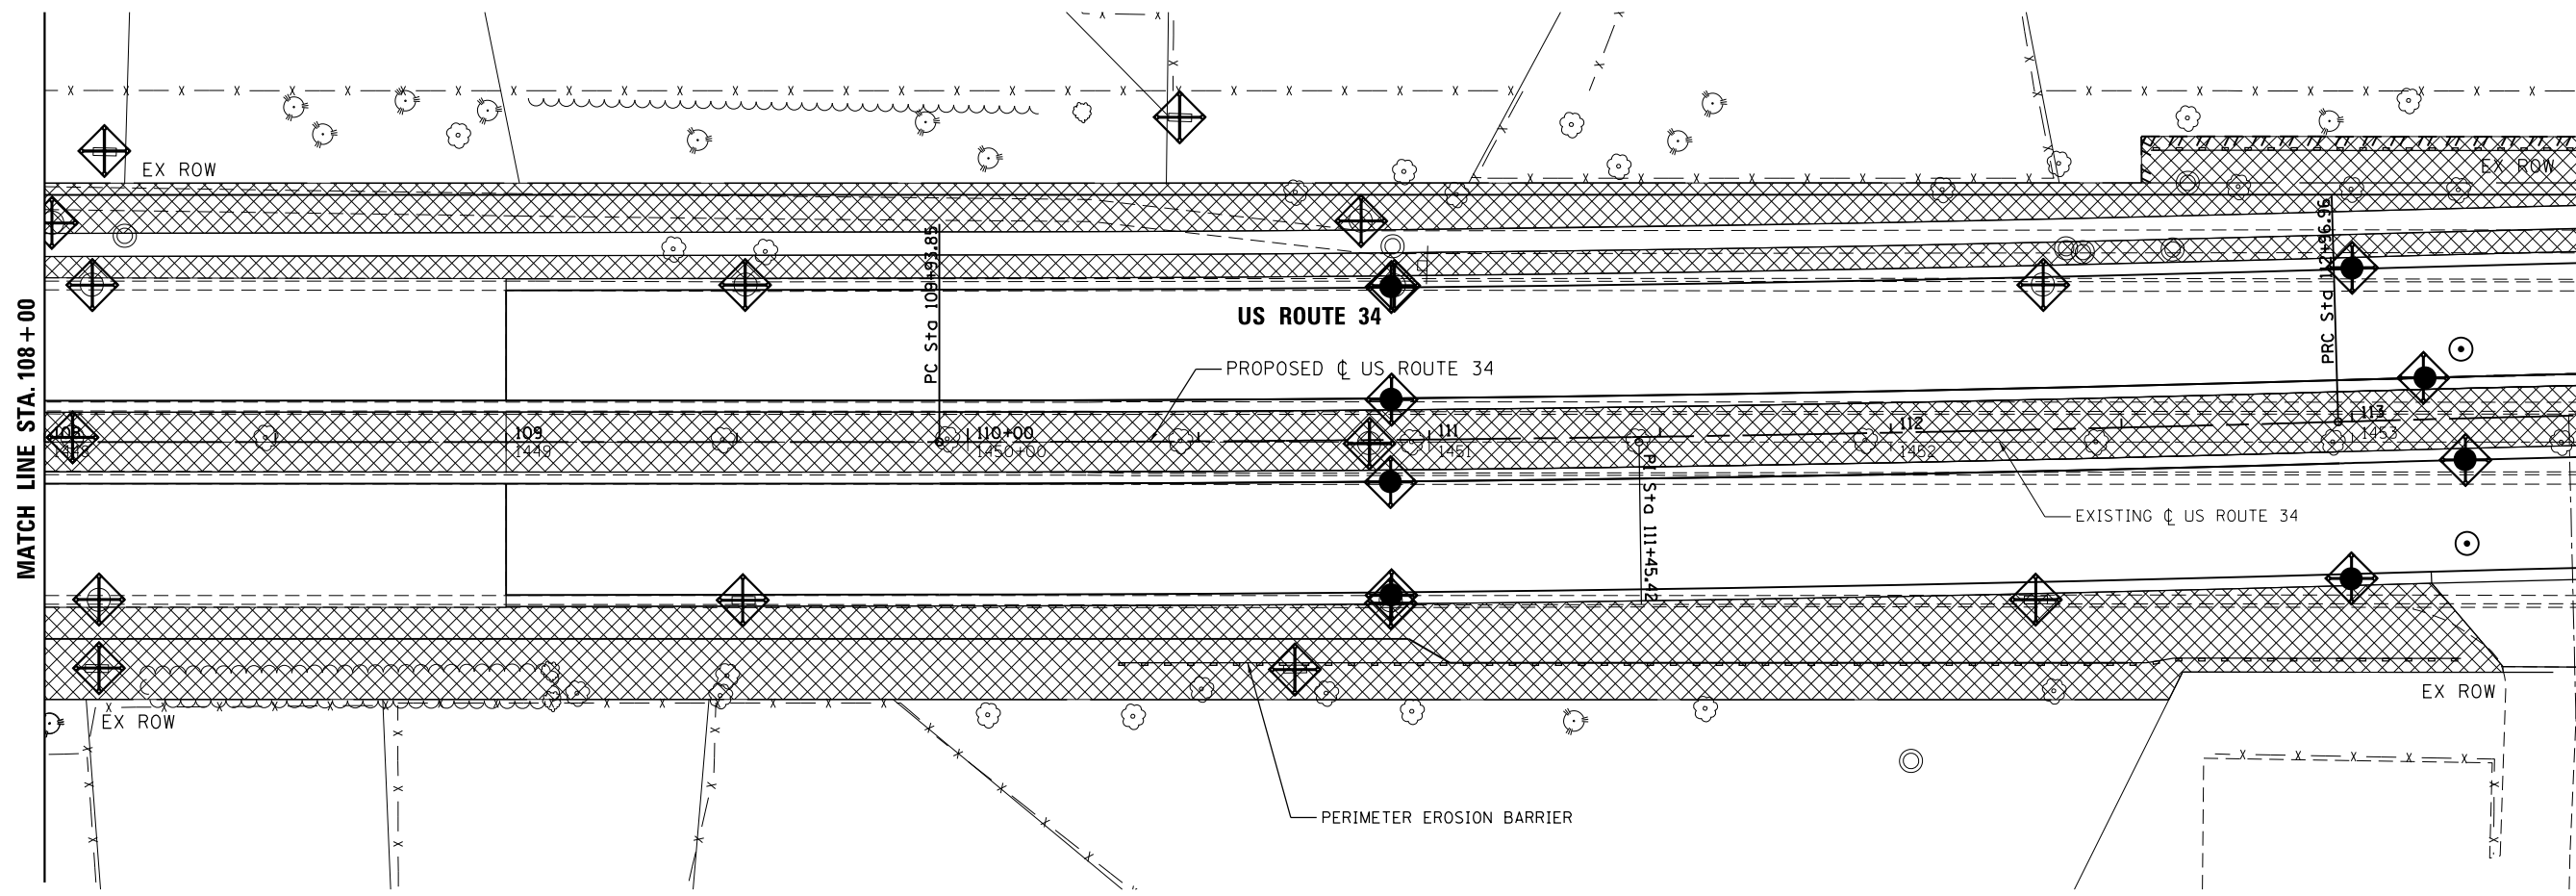 EX ROW
EX ROW
MATCH LINE STA. 108+00
PC Sta 109+93.85
US ROUTE 34
PROPOSED ℄ US ROUTE 34
PRC Sta 112+96.96
109
1449
110+00
1450+00
111
1451
112
1452
113
1453
PI Sta 111+45.42
EXISTING ℄ US ROUTE 34
EX ROW
EX ROW
PERIMETER EROSION BARRIER